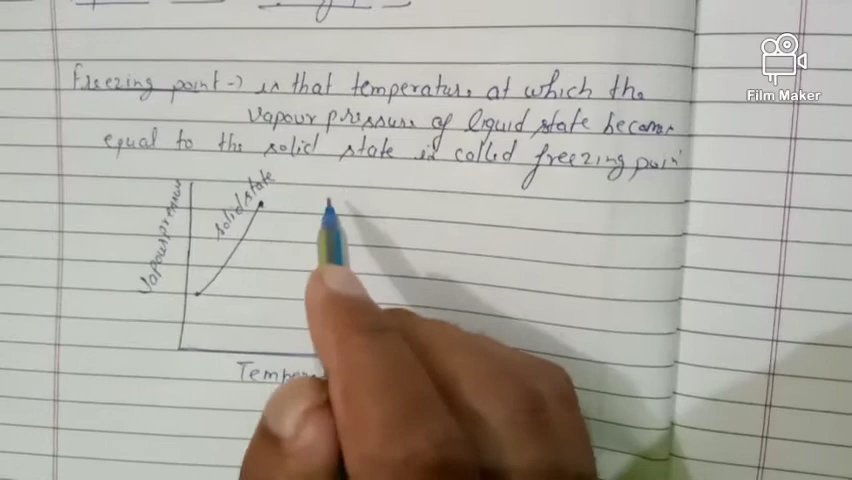 Freezing point → is that temperature at which the
vapour pressure of liquid state becomes
equal to the solid state is called freezing point
solid state
Vapour pressure
Film Maker